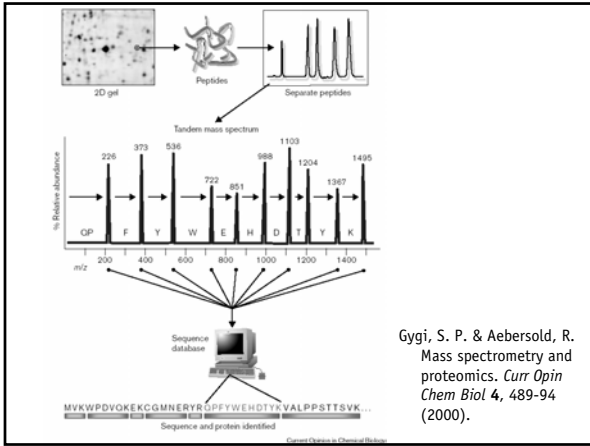 2D gel
Peptides
Separate peptides
Tandem mass spectrum
% Relative abundance
226
373
536
722
851
988
1103
1204
1367
1495
QP F Y W E H D T Y K
200 400 600 800 1000 1200 1400
m/z
Sequence
database
MVKWPDVQKEKCGMNERYRQPFYWEHDTYKVALPPSTTSVK...
Sequence and protein identified
Current Opinion in Chemical Biology
Gygi, S. P. & Aebersold, R.
Mass spectrometry and
proteomics. Curr Opin
Chem Biol 4, 489-94
(2000).